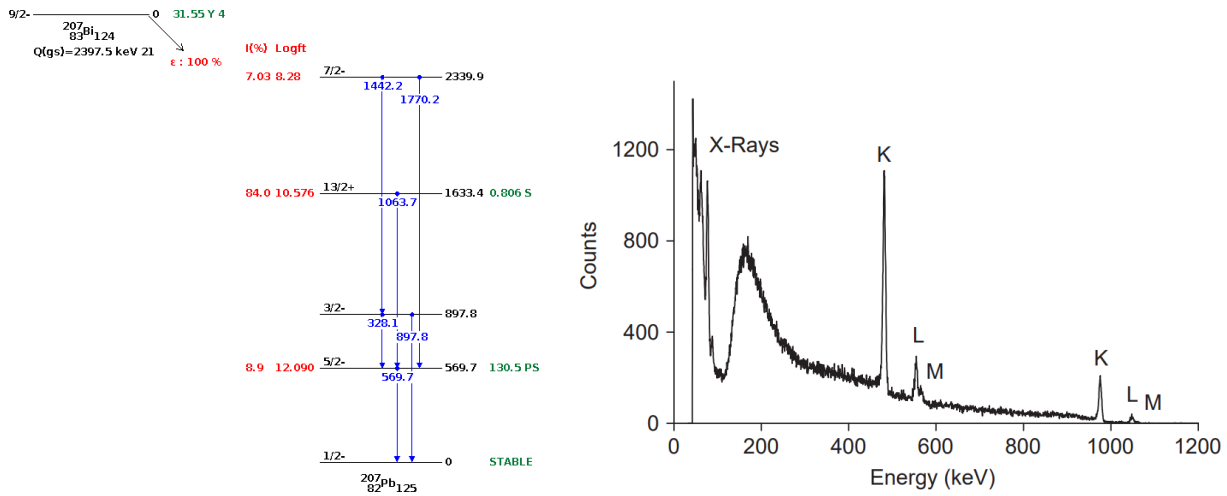 9/2- 0 31.55 Y 4
207
83Bi124
Q(gs)=2397.5 keV 21
ε : 100 %
I(%) Logft
7.03 8.28 7/2- 2339.9
1442.2
1770.2
84.0 10.576 13/2+ 1633.4 0.806 S
1063.7
3/2- 897.8
328.1
897.8
8.9 12.090 5/2- 569.7 130.5 PS
569.7
1/2- 0 STABLE
207
82Pb125
X-Rays
K
L
M
K
L M
Counts
1200
800
400
0
0 200 400 600 800 1000 1200
Energy (keV)